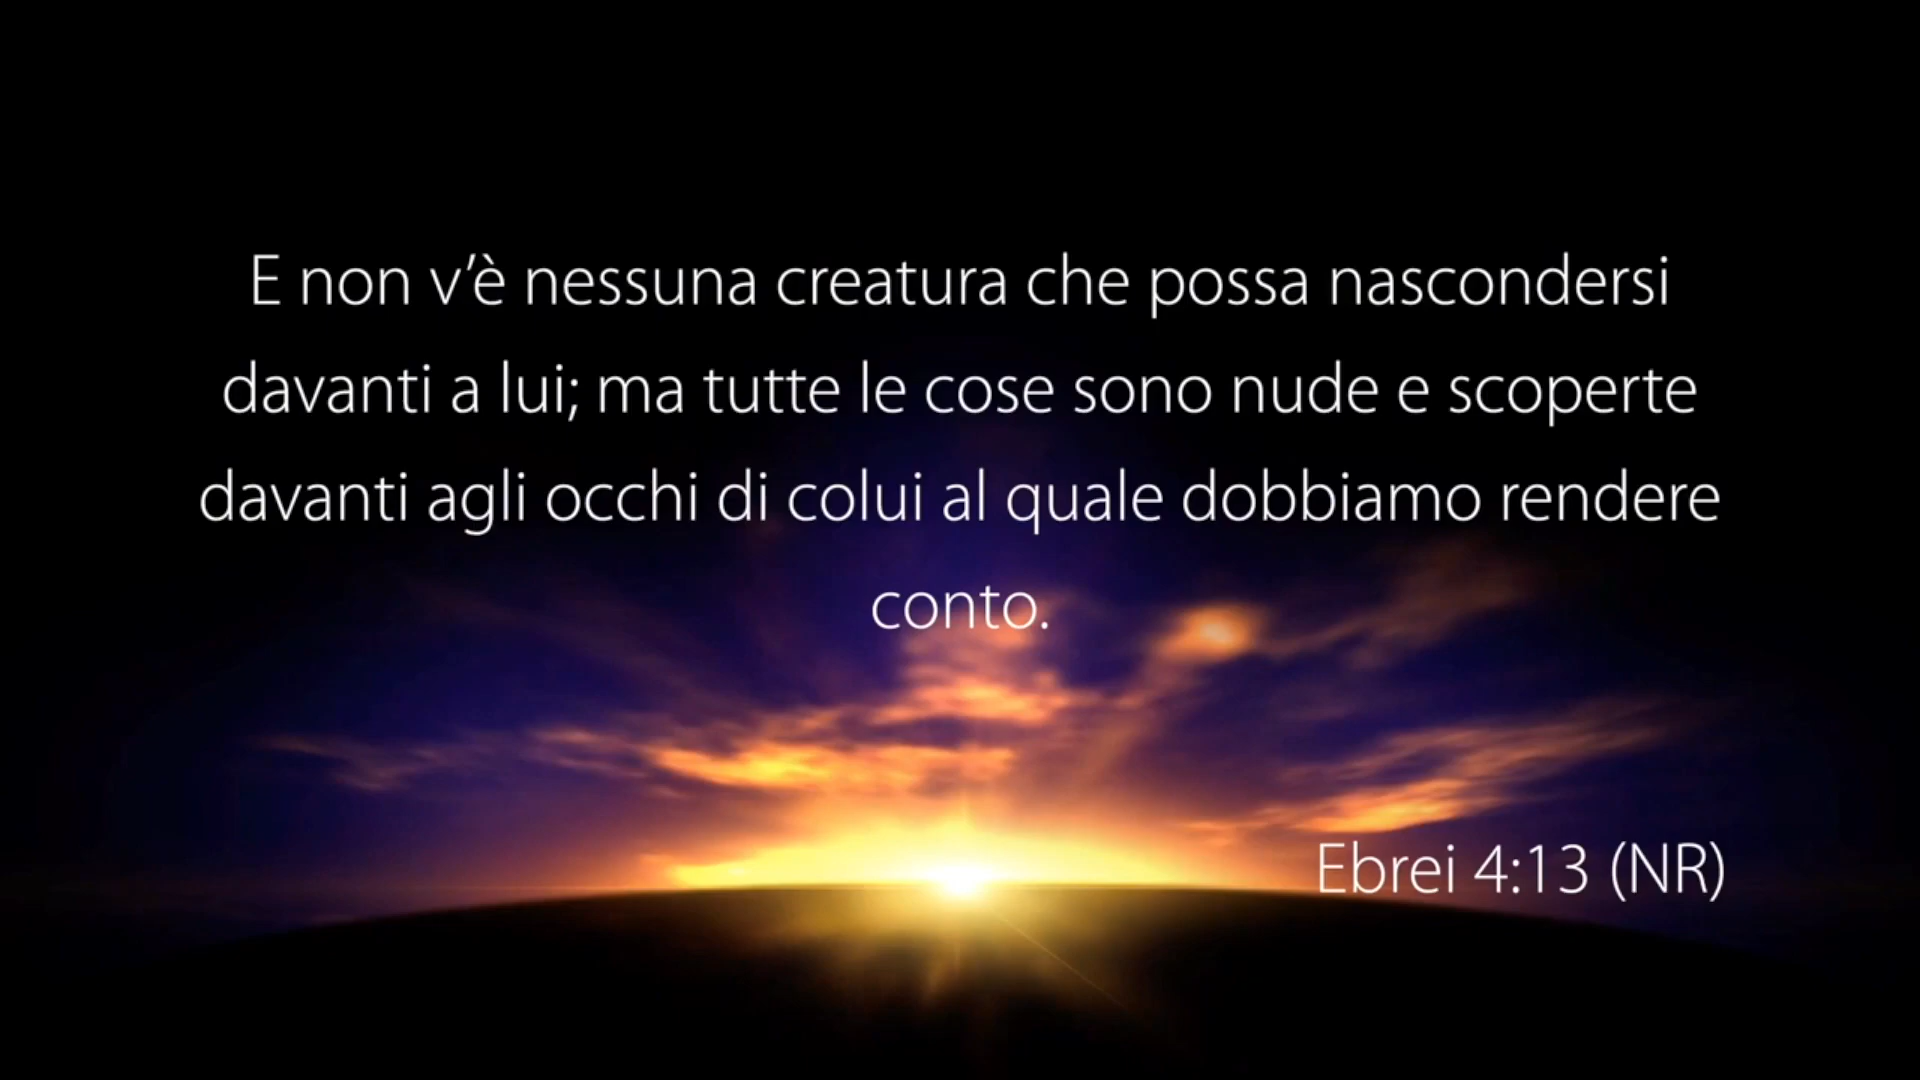 E non v’è nessuna creatura che possa nascondersi
davanti a lui; ma tutte le cose sono nude e scoperte
davanti agli occhi di colui al quale dobbiamo rendere
conto.
Ebrei 4:13 (NR)